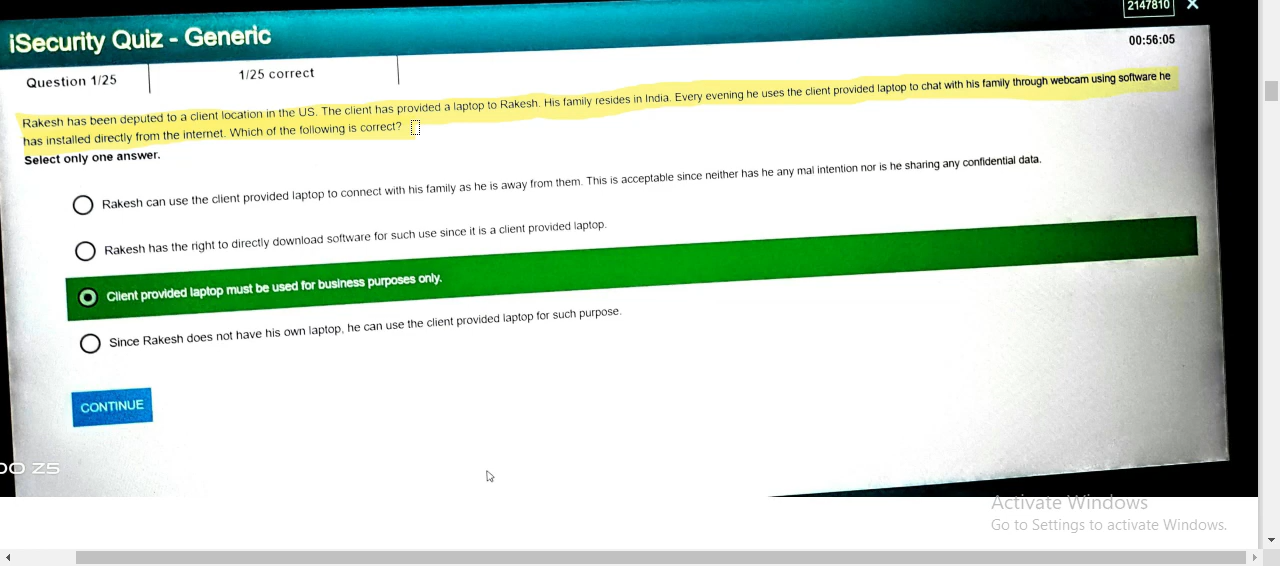 2147810 X
iSecurity Quiz - Generic
00:56:05
Question 1/25 1/25 correct
Rakesh has been deputed to a client location in the US. The client has provided a laptop to Rakesh. His family resides in India. Every evening he uses the client provided laptop to chat with his family through webcam using software he
has installed directly from the internet. Which of the following is correct?
Select only one answer.
Rakesh can use the client provided laptop to connect with his family as he is away from them. This is acceptable since neither has he any mal intention nor is he sharing any confidential data.
Rakesh has the right to directly download software for such use since it is a client provided laptop.
Client provided laptop must be used for business purposes only.
Since Rakesh does not have his own laptop, he can use the client provided laptop for such purpose.
CONTINUE
OO Z5
Activate Windows
Go to Settings to activate Windows.